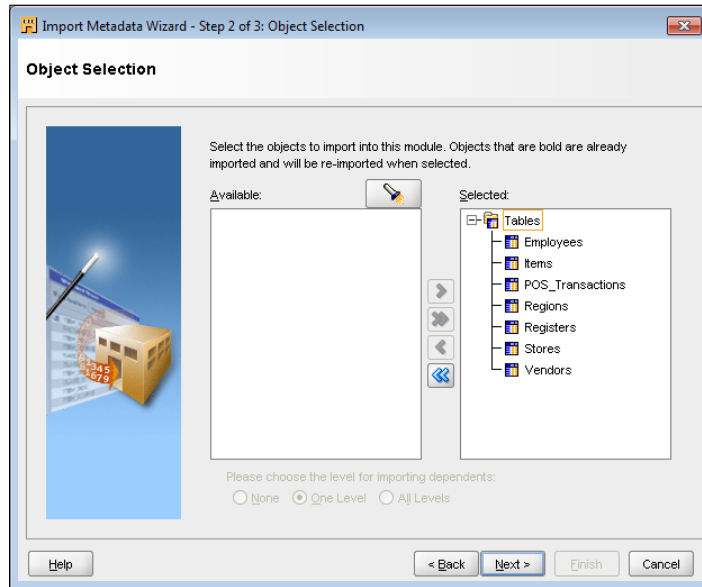 Import Metadata Wizard - Step 2 of 3: Object Selection
Object Selection
Select the objects to import into this module. Objects that are bold are already
imported and will be re-imported when selected.
Available:
Selected:
Tables
Employees
Items
POS_Transactions
Regions
Registers
Stores
Vendors
Please choose the level for importing dependents:
None One Level All Levels
Help < Back Next > Finish Cancel